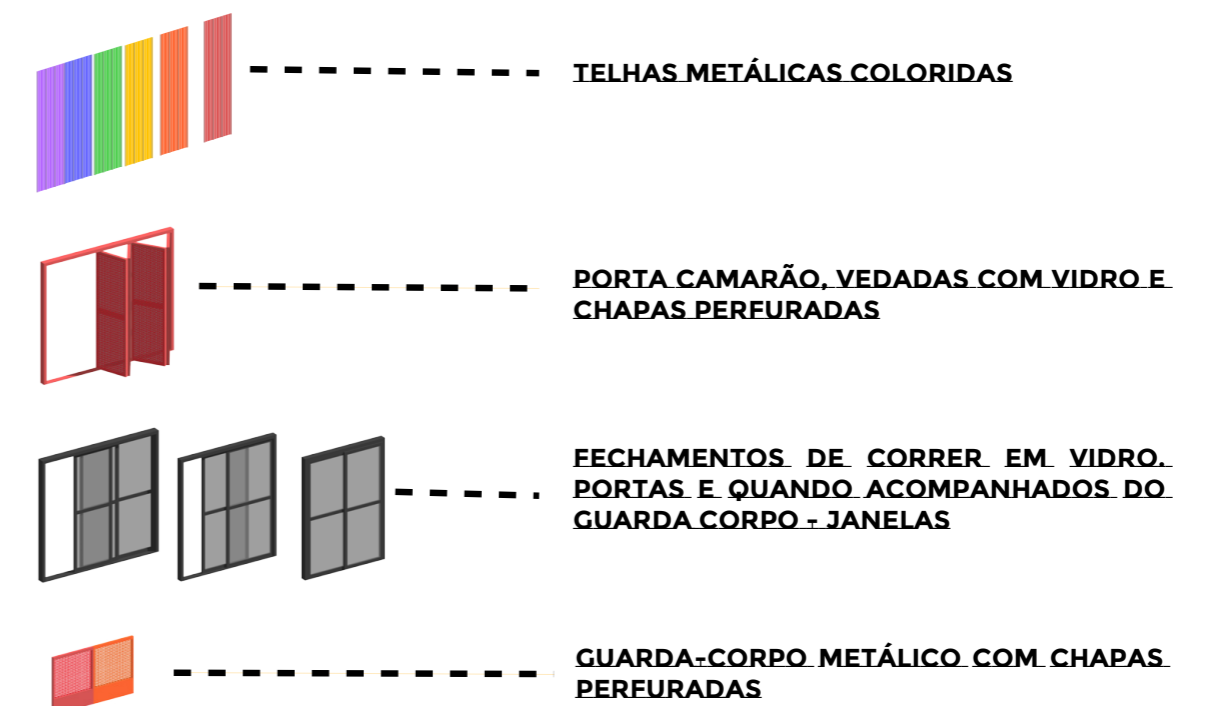 TELHAS METÁLICAS COLORIDAS
PORTA CAMARÃO, VEDADAS COM VIDRO E
CHAPAS PERFURADAS
FECHAMENTOS DE CORRER EM VIDRO.
PORTAS E QUANDO ACOMPANHADOS DO
GUARDA CORPO - JANELAS
GUARDA-CORPO METÁLICO COM CHAPAS
PERFURADAS